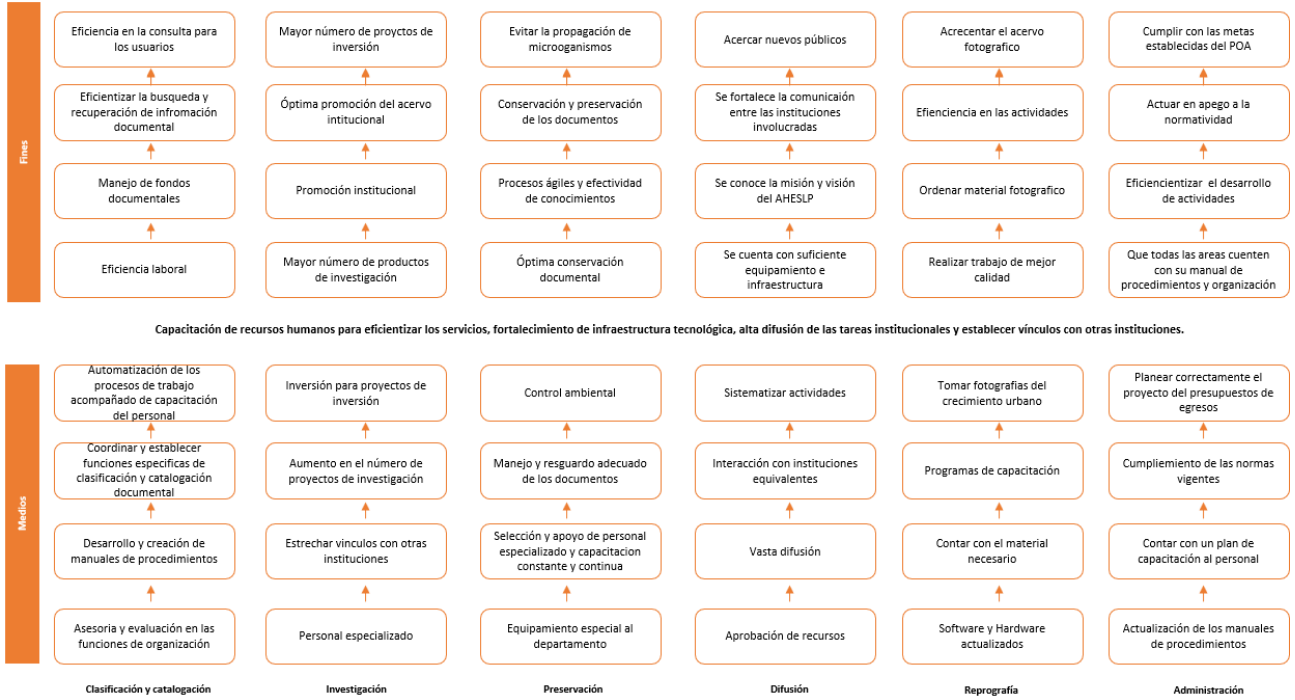 Fines
Eficiencia en la consulta para
los usuarios
Mayor número de proyctos de
inversión
Evitar la propagación de
microoganismos
Acercar nuevos públicos
Acrecentar el acervo
fotografico
Cumplir con las metas
establecidas del POA
Eficientizar la busqueda y
recuperación de infromación
documental
Óptima promoción del acervo
intitucional
Conservación y preservación
de los documentos
Se fortalece la comunicaión
entre las instituciones
involucradas
Efienciencia en las actividades
Actuar en apego a la
normatividad
Manejo de fondos
documentales
Promoción institucional
Procesos ágiles y efectividad
de conocimientos
Se conoce la misión y visión
del AHESLP
Ordenar material fotografico
Eficiencientizar el desarrollo
de actividades
Eficiencia laboral
Mayor número de productos
de investigación
Óptima conservación
documental
Se cuenta con suficiente
equipamiento e
infraestructura
Realizar trabajo de mejor
calidad
Que todas las areas cuenten
con su manual de
procedimientos y organización
Capacitación de recursos humanos para eficientizar los servicios, fortalecimiento de infraestructura tecnológica, alta difusión de las tareas institucionales y establecer vínculos con otras instituciones.
Medios
Automatización de los
procesos de trabajo
acompañado de capacitación
del personal
Inversión para proyectos de
inversión
Control ambiental
Sistematizar actividades
Tomar fotografias del
crecimiento urbano
Planear correctamente el
proyecto del presupuestos de
egresos
Coordinar y establecer
funciones especificas de
clasificación y catalogación
documental
Aumento en el número de
proyectos de investigación
Manejo y resguardo adecuado
de los documentos
Interacción con instituciones
equivalentes
Programas de capacitación
Cumpliemiento de las normas
vigentes
Desarrollo y creación de
manuales de procedimientos
Estrechar vinculos con otras
instituciones
Selección y apoyo de personal
especializado y capacitacion
constante y continua
Vasta difusión
Contar con el material
necesario
Contar con un plan de
capacitación al personal
Asesoria y evaluación en las
funciones de organización
Personal especializado
Equipamiento especial al
departamento
Aprobación de recursos
Software y Hardware
actualizados
Actualización de los manuales
de procedimientos
Clasificación y catalogación
Investigación
Preservación
Difusión
Reprografía
Administración